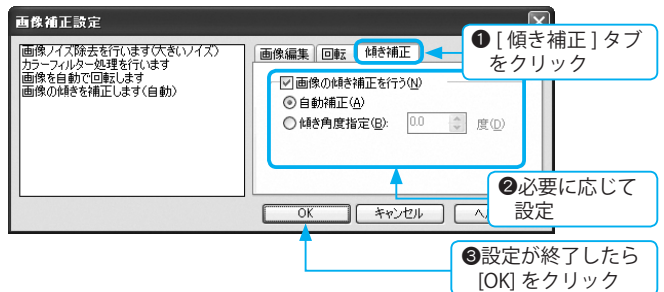 画像補正設定
画像ノイズ除去を行います(大きいノイズ)
カラーフィルター処理を行います
画像を自動で回転します
画像の傾きを補正します(自動)
画像編集 回転 傾き補正
画像の傾き補正を行う(N)
自動補正(A)
傾き角度指定(B): 0.0 度(D)
OK キャンセル
❶ [ 傾き補正 ] タブ
をクリック
❷必要に応じて
設定
❸設定が終了したら
[OK] をクリック